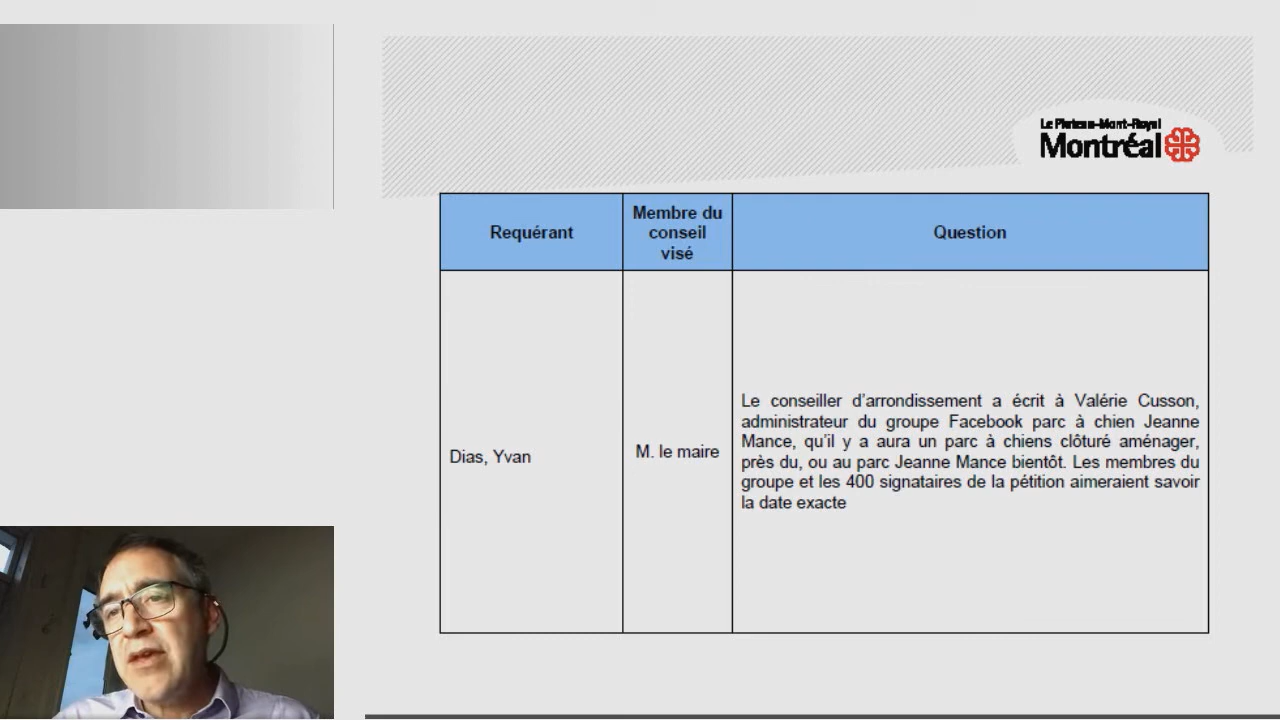 Le Plateau-Mont-Royal
Montréal
Requérant
Membre du
conseil
visé
Question
Dias, Yvan
M. le maire
Le conseiller d'arrondissement a écrit à Valérie Cusson,
administrateur du groupe Facebook parc à chien Jeanne
Mance, qu'il y a aura un parc à chiens clôturé aménager,
près du, ou au parc Jeanne Mance bientôt. Les membres du
groupe et les 400 signataires de la pétition aimeraient savoir
la date exacte